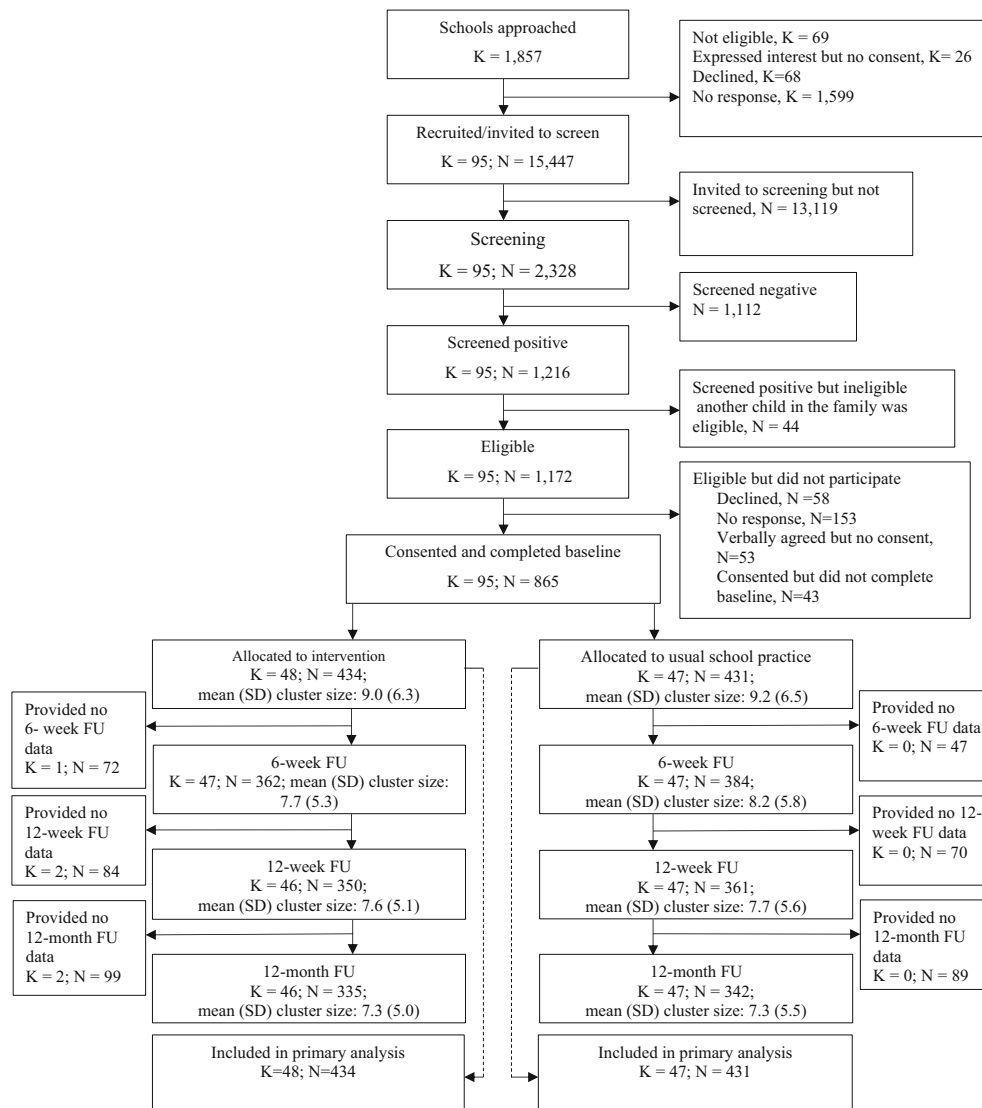 Schools approached
K = 1,857
Not eligible, K = 69
Expressed interest but no consent, K= 26
Declined, K=68
No response, K = 1,599
Recruited/invited to screen
K = 95; N = 15,447
Invited to screening but not
screened, N = 13,119
Screening
K = 95; N = 2,328
Screened negative
N = 1,112
Screened positive
K = 95; N = 1,216
Screened positive but ineligible
another child in the family was
eligible, N = 44
Eligible
K = 95; N = 1,172
Eligible but did not participate
Declined, N =58
No response, N=153
Verbally agreed but no consent,
N=53
Consented but did not complete
baseline, N=43
Consented and completed baseline
K = 95; N = 865
Allocated to intervention
K = 48; N = 434;
mean (SD) cluster size: 9.0 (6.3)
Allocated to usual school practice
K = 47; N = 431;
mean (SD) cluster size: 9.2 (6.5)
Provided no
6- week FU
data
K = 1; N = 72
Provided no
6-week FU data
K = 0; N = 47
6-week FU
K = 47; N = 362; mean (SD) cluster size:
7.7 (5.3)
6-week FU
K = 47; N = 384;
mean (SD) cluster size: 8.2 (5.8)
Provided no
12-week FU
data
K = 2; N = 84
Provided no 12-
week FU data
K = 0; N = 70
12-week FU
K = 46; N = 350;
mean (SD) cluster size: 7.6 (5.1)
12-week FU
K = 47; N = 361;
mean (SD) cluster size: 7.7 (5.6)
Provided no
12-month FU
data
K = 2; N = 99
Provided no
12-month FU
data
K = 0; N = 89
12-month FU
K = 46; N = 335;
mean (SD) cluster size: 7.3 (5.0)
12-month FU
K = 47; N = 342;
mean (SD) cluster size: 7.3 (5.5)
Included in primary analysis
K=48; N=434
Included in primary analysis
K = 47; N = 431